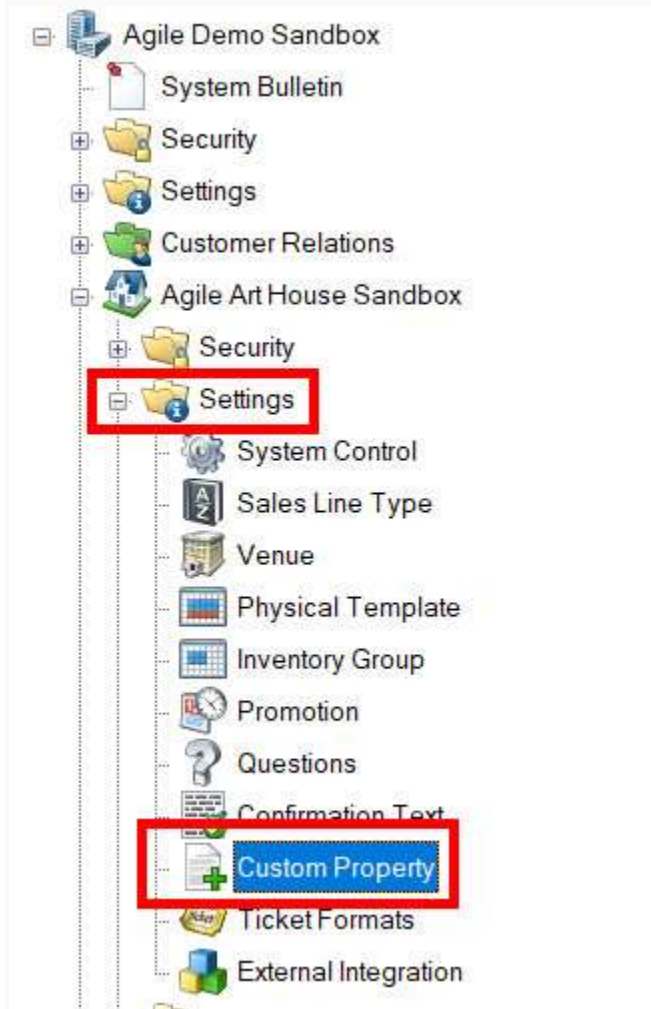 Agile Demo Sandbox
System Bulletin
Security
Settings
Customer Relations
Agile Art House Sandbox
Security
Settings
System Control
Sales Line Type
Venue
Physical Template
Inventory Group
Promotion
Questions
Confirmation Text
Custom Property
Ticket Formats
External Integration